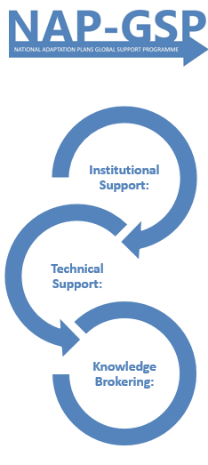 NAP-GSP
NATIONAL ADAPTATION PLANS GLOBAL SUPPORT PROGRAMME
Institutional
Support:
Technical
Support:
Knowledge
Brokering: